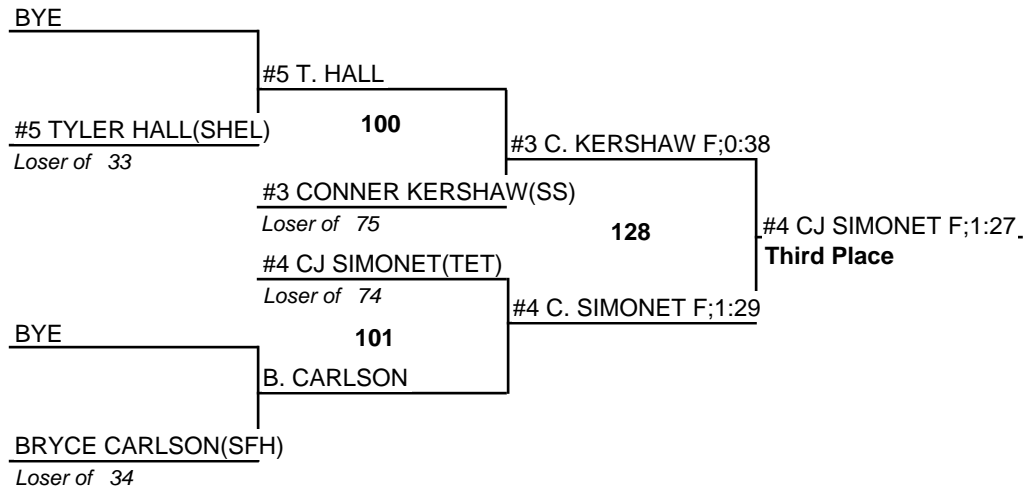 BYE
#5 T. HALL
100
#5 TYLER HALL(SHEL)
Loser of 33
#3 C. KERSHAW F;0:38
#3 CONNER KERSHAW(SS)
Loser of 75
128
#4 CJ SIMONET F;1:27
Third Place
#4 CJ SIMONET(TET)
Loser of 74
#4 C. SIMONET F;1:29
BYE
101
B. CARLSON
BRYCE CARLSON(SFH)
Loser of 34